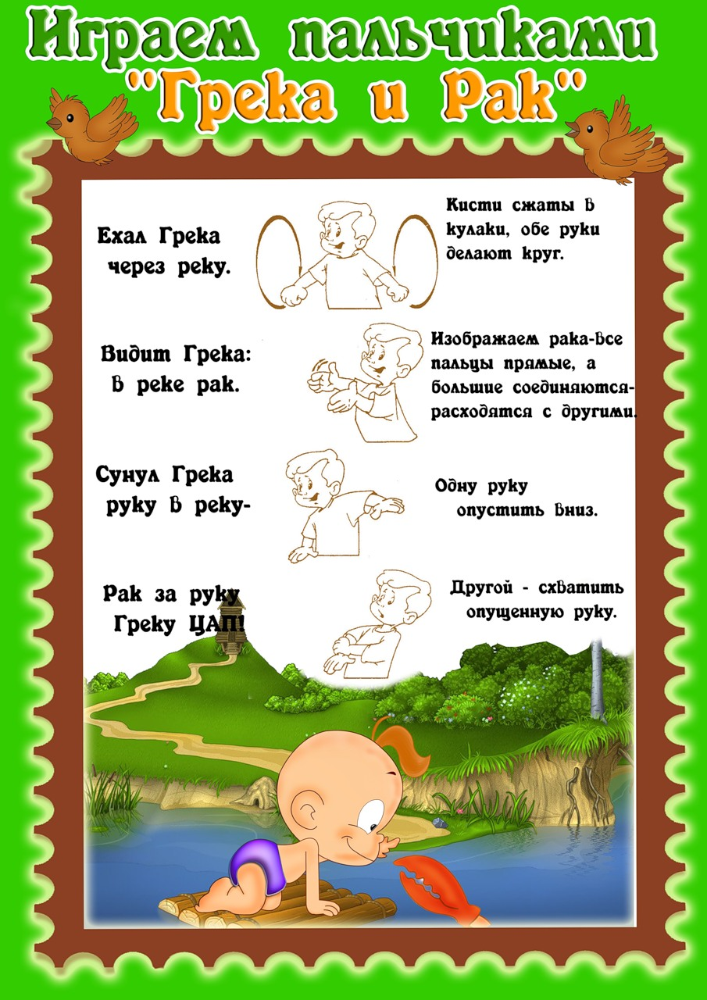 Играем пальчиками
"Грека и Рак"
Ехал Грека
через реку.
Кисти сжаты в
кулаки, обе руки
делают круг.
Видит Грека:
в реке рак.
Изображаем рака-все
пальцы прямые, а
большие соединяются-
расходятся с другими.
Сунул Грека
руку в реку-
Одну руку
опустить вниз.
Рак за руку
Греку ЦАП!
Другой - схватить
опущенную руку.